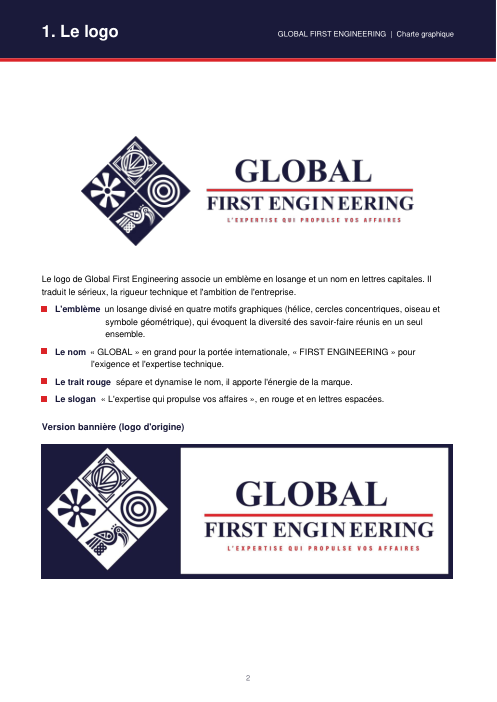 1. Le logo
GLOBAL FIRST ENGINEERING | Charte graphique
GLOBAL
FIRST ENGINEERING
L'EXPERTISE QUI PROPULSE VOS AFFAIRES
Le logo de Global First Engineering associe un emblème en losange et un nom en lettres capitales. Il
traduit le sérieux, la rigueur technique et l'ambition de l'entreprise.
L'emblème un losange divisé en quatre motifs graphiques (hélice, cercles concentriques, oiseau et
symbole géométrique), qui évoquent la diversité des savoir-faire réunis en un seul
ensemble.
Le nom « GLOBAL » en grand pour la portée internationale, « FIRST ENGINEERING » pour
l'exigence et l'expertise technique.
Le trait rouge sépare et dynamise le nom, il apporte l'énergie de la marque.
Le slogan « L'expertise qui propulse vos affaires », en rouge et en lettres espacées.
Version bannière (logo d'origine)
GLOBAL
FIRST ENGINEERING
L'EXPERTISE QUI PROPULSE VOS AFFAIRES
2